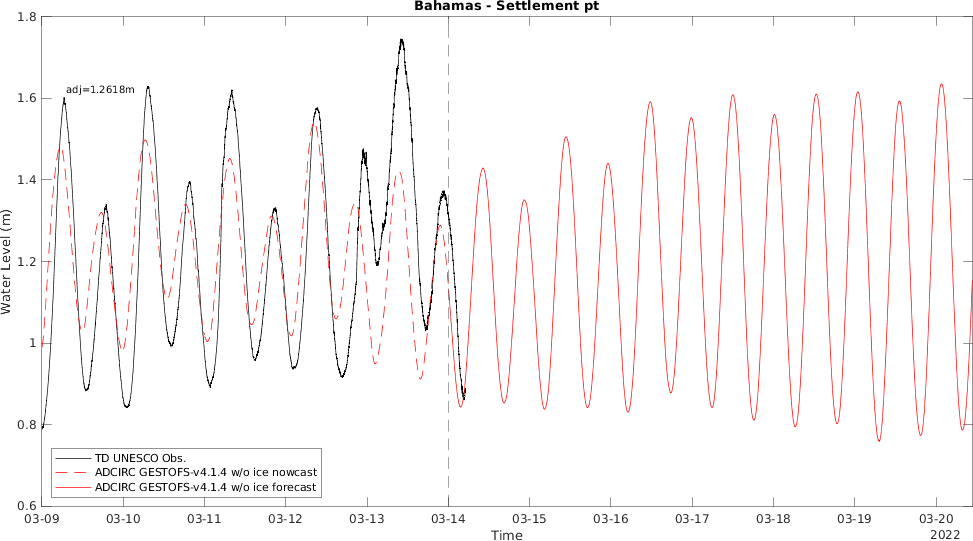 Bahamas - Settlement pt
1.8
1.6
1.4
1.2
1
0.8
0.6
Water Level (m)
adj=1.2618m
TD UNESCO Obs.
ADCIRC GESTOFS-v4.1.4 w/o ice nowcast
ADCIRC GESTOFS-v4.1.4 w/o ice forecast
03-09 03-10 03-11 03-12 03-13 03-14 03-15 03-16 03-17 03-18 03-19 03-20
2022
Time